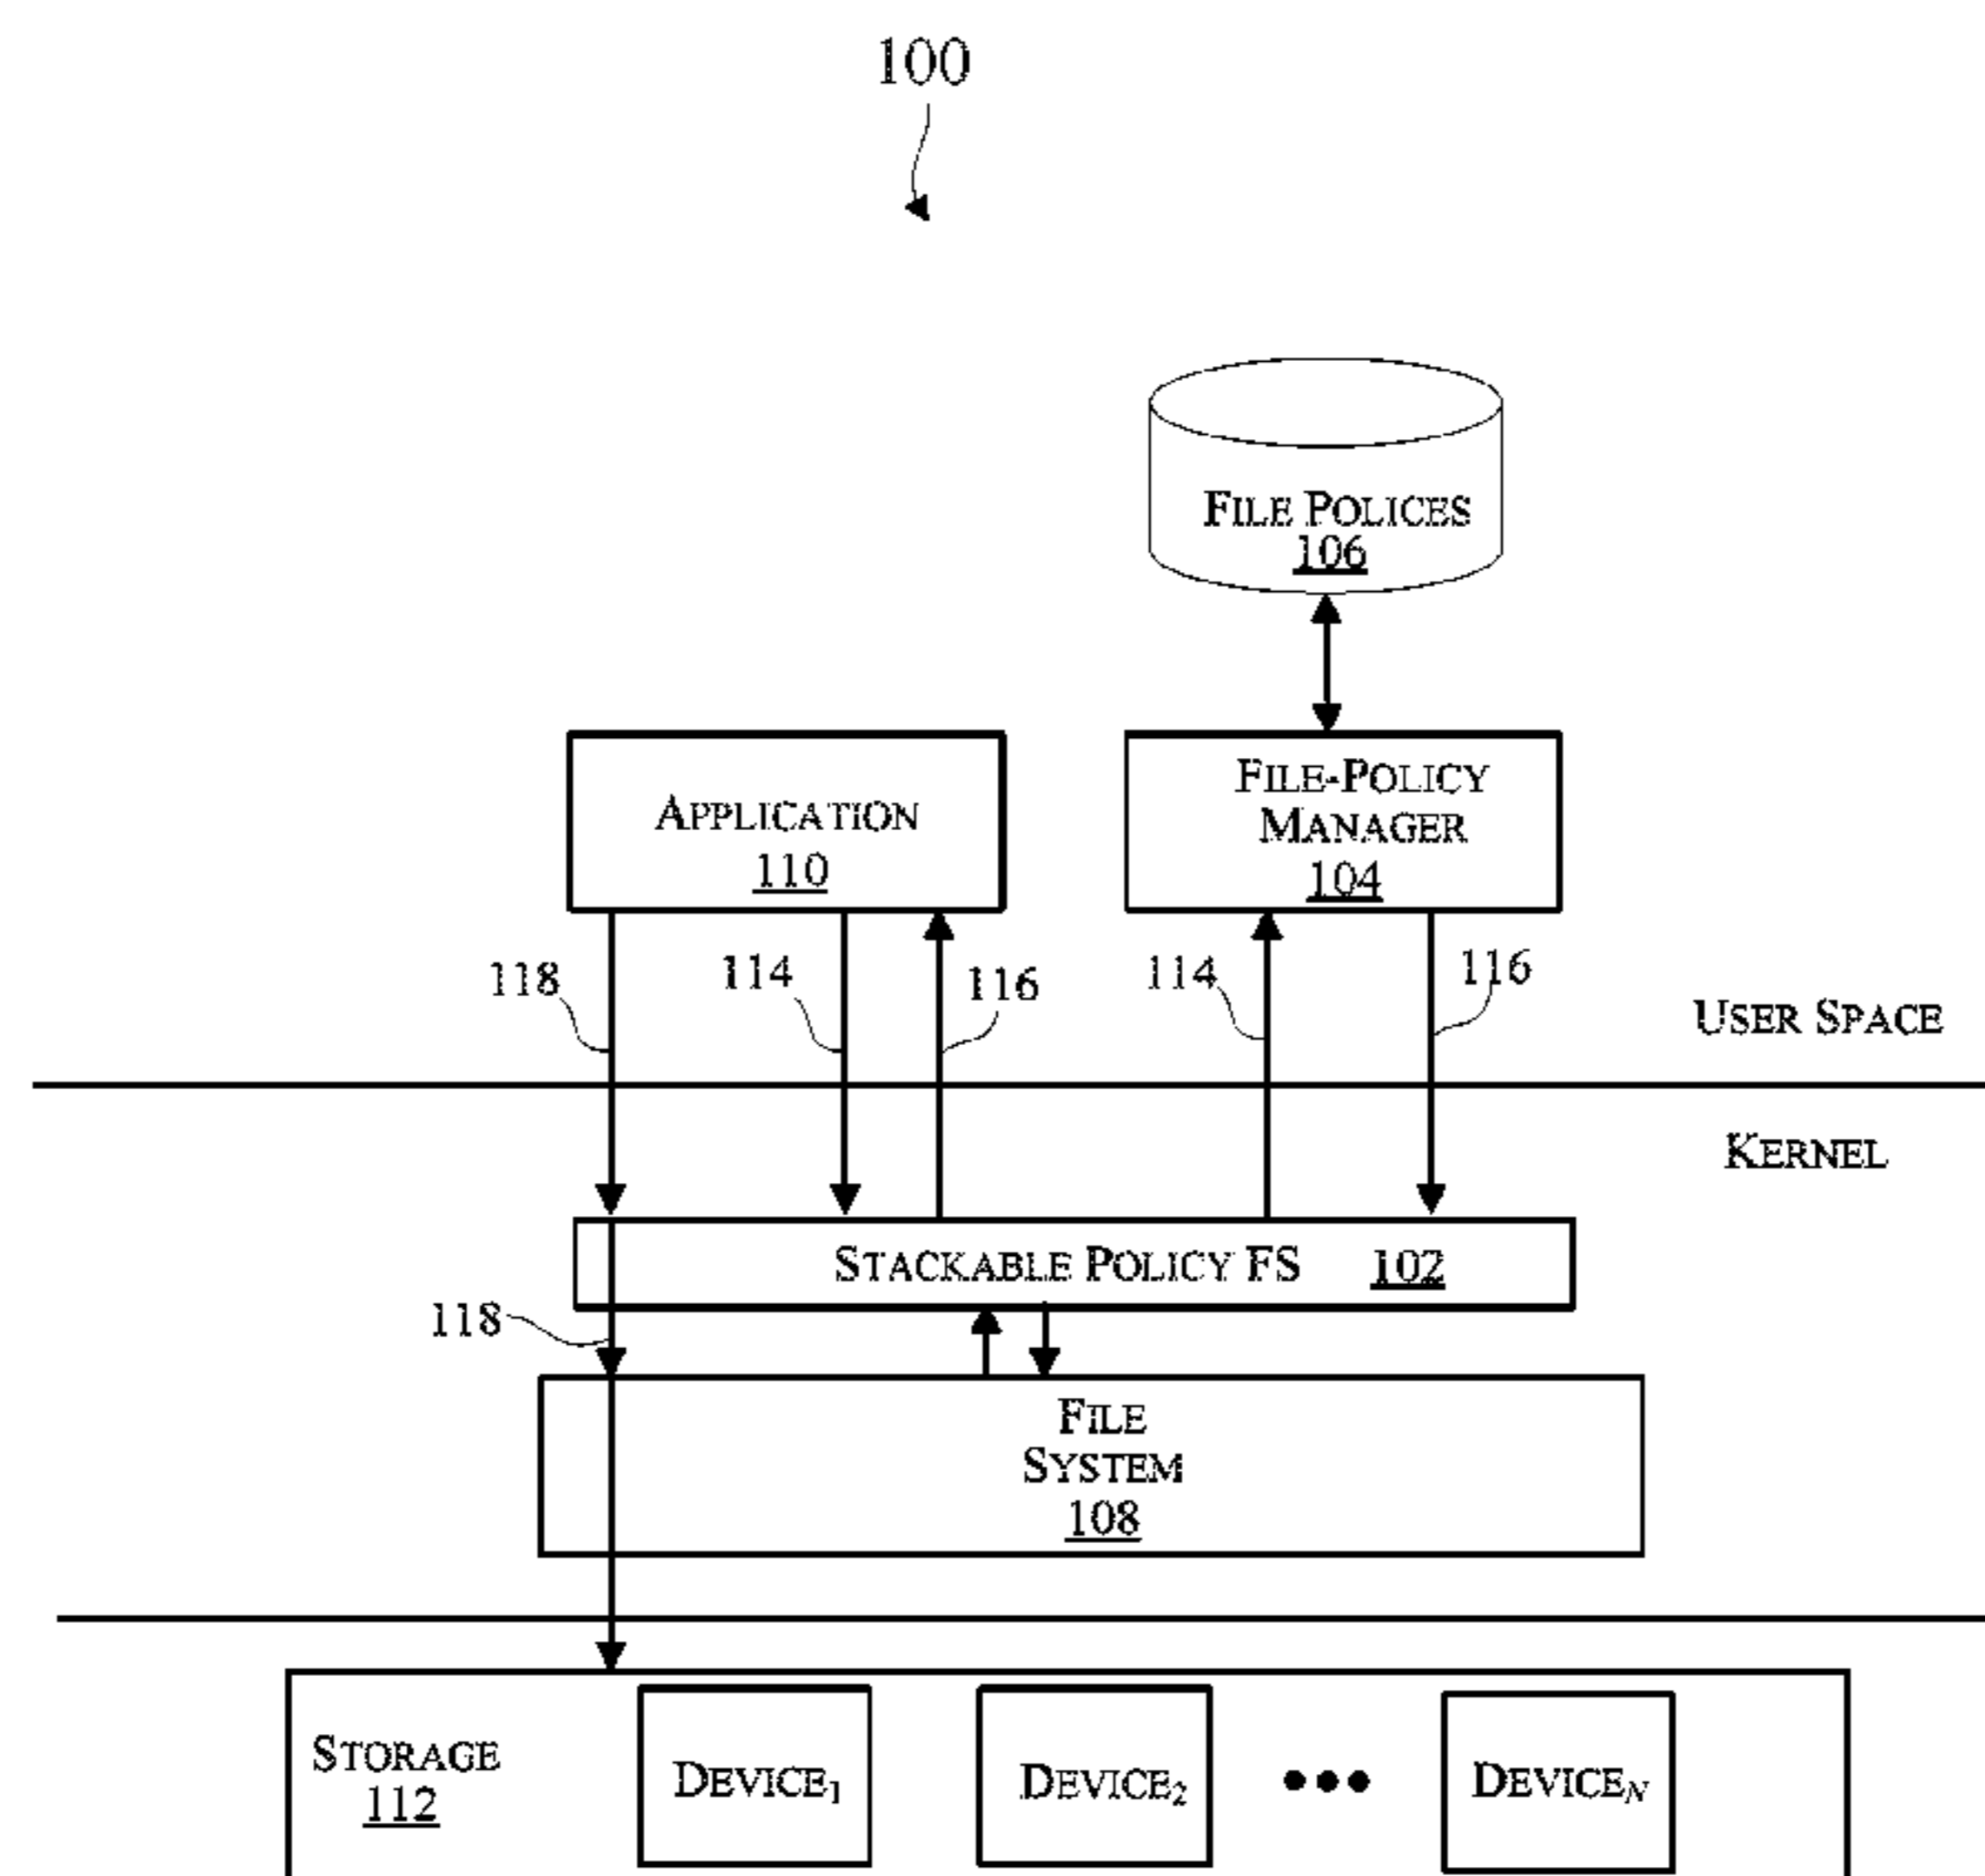 100
FILE POLICES
106
APPLICATION
110
FILE-POLICY
MANAGER
104
118
114
116
114
116
USER SPACE
KERNEL
STACKABLE POLICY FS 102
118
FILE
SYSTEM
108
STORAGE
112
DEVICE1
DEVICE2
DEVICEN